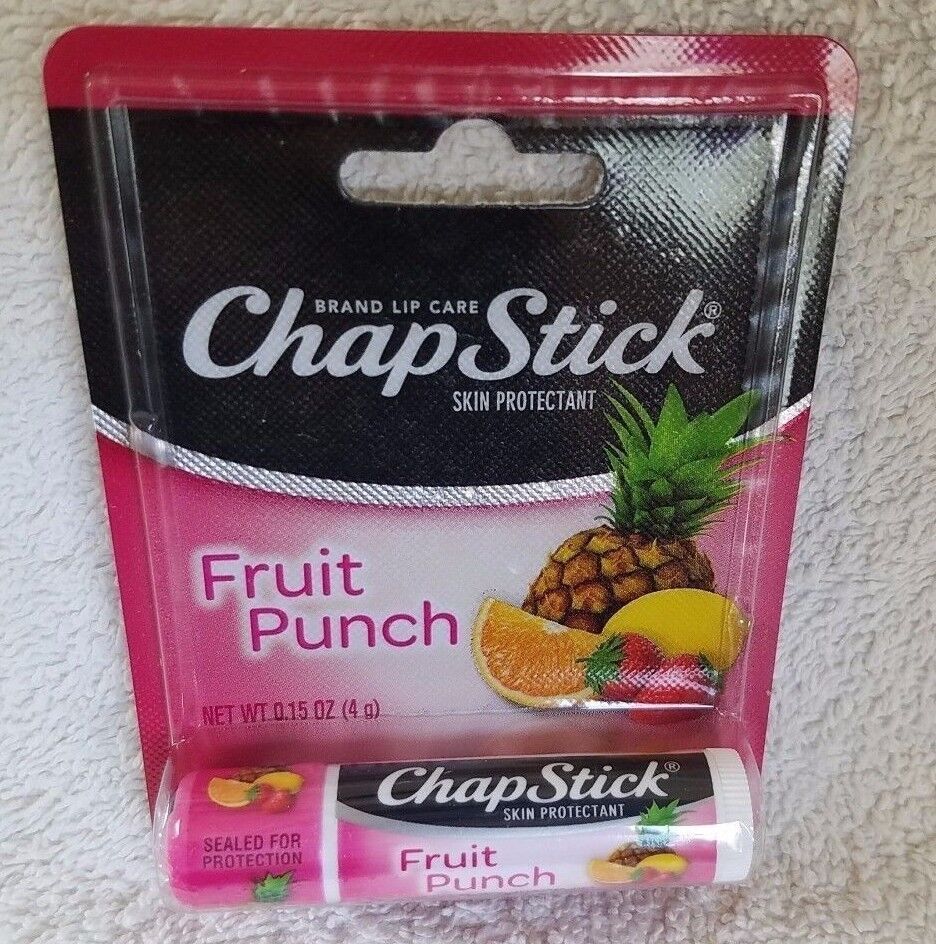 BRAND LIP CARE
ChapStick®
SKIN PROTECTANT
Fruit
Punch
NET WT 0.15 OZ (4 g)
ChapStick®
SKIN PROTECTANT
SEALED FOR
PROTECTION
Fruit
Punch